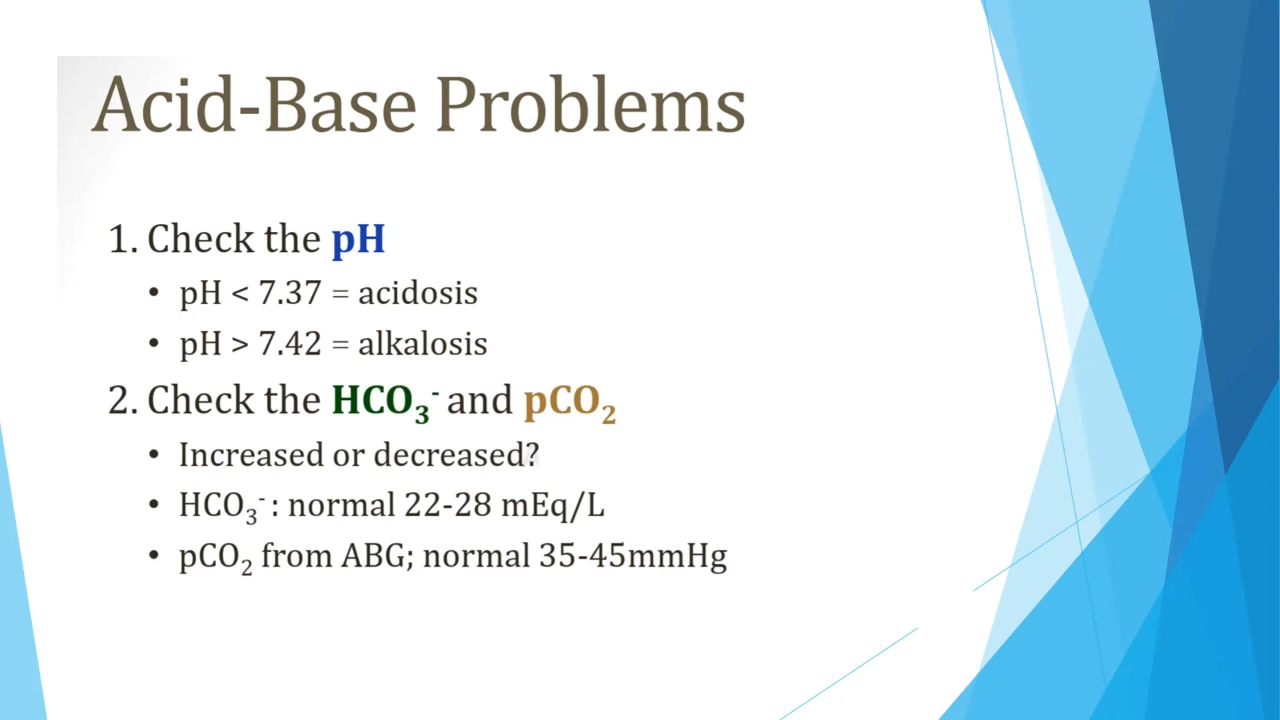 Acid-Base Problems
1. Check the pH
• pH < 7.37 = acidosis
• pH > 7.42 = alkalosis
2. Check the HCO₃⁻ and pCO₂
• Increased or decreased?
• HCO₃⁻ : normal 22-28 mEq/L
• pCO₂ from ABG; normal 35-45mmHg